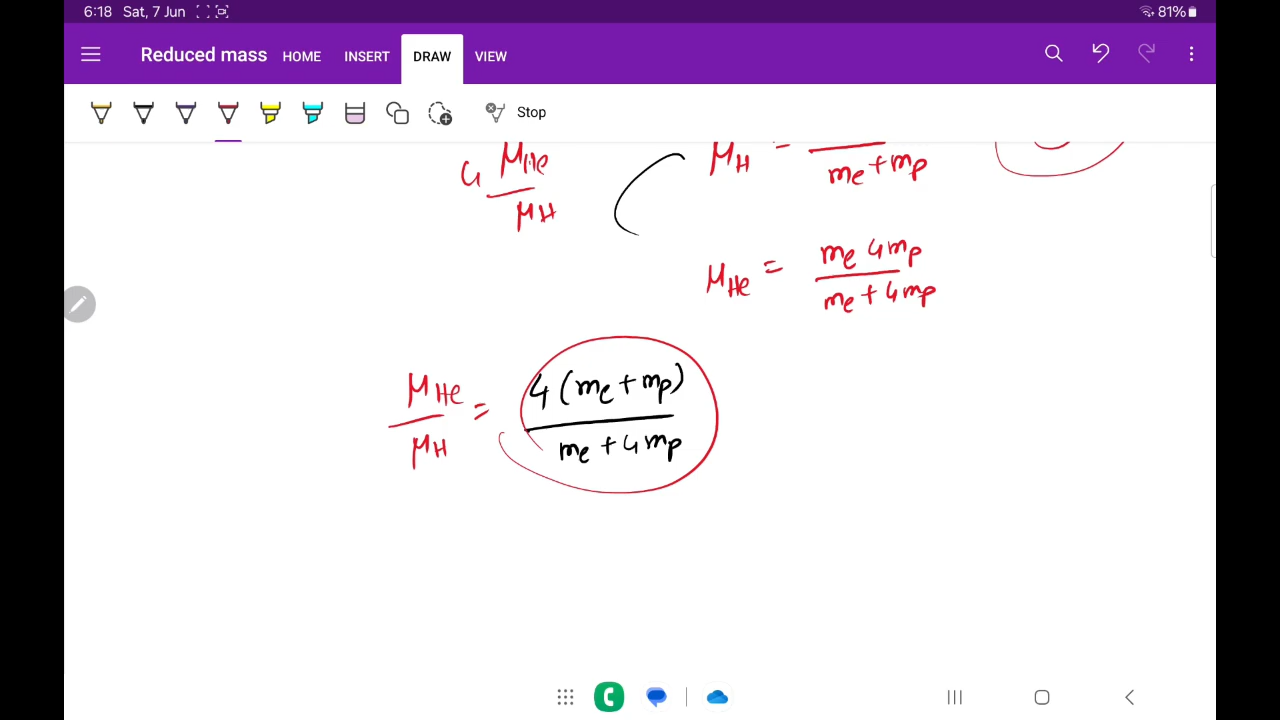 6:18 Sat, 7 Jun 81%
Reduced mass HOME INSERT DRAW VIEW
Stop
4 μHe
μH
μH =
me + mp
μHe = me 4mp
me + 4mp
μHe = 4 (me + mp)
μH me + 4mp